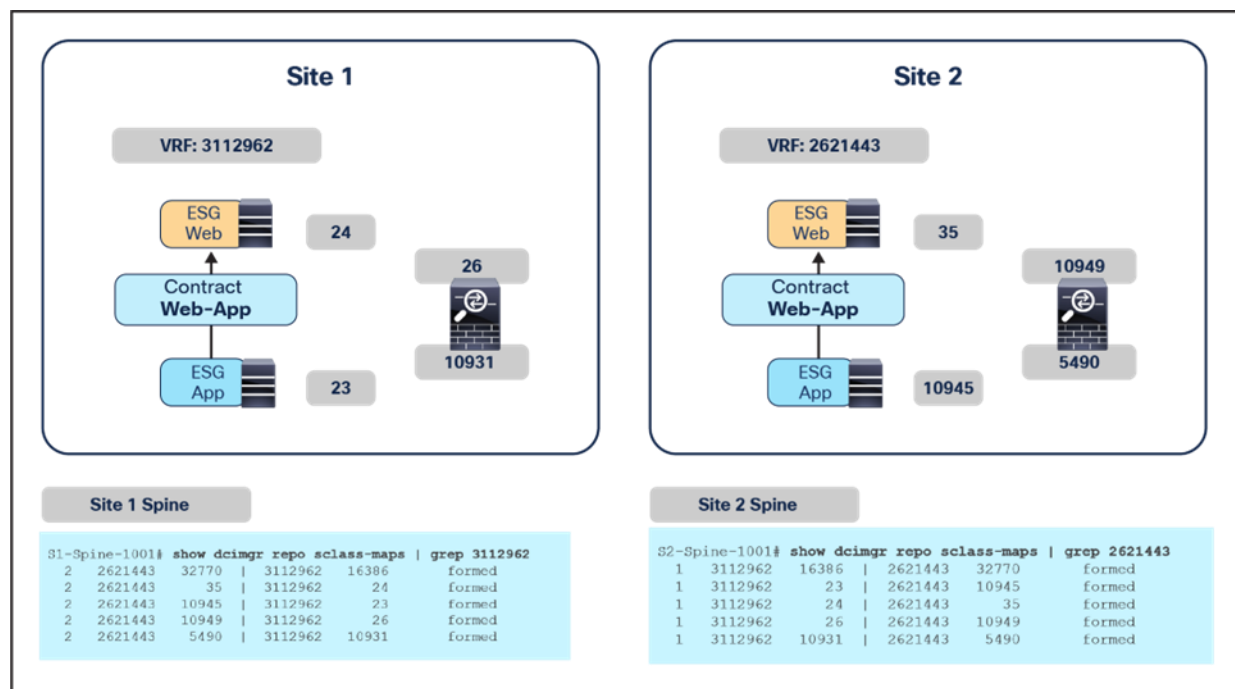 Site 1
VRF: 3112962
ESG
Web
24
Contract
Web-App
26
10931
ESG
App
23
Site 2
VRF: 2621443
ESG
Web
35
Contract
Web-App
10949
5490
ESG
App
10945
Site 1 Spine
S1-Spine-1001# show dcimgr repo sclass-maps | grep 3112962
2 2621443 32770 | 3112962 16386 formed
2 2621443 35 | 3112962 24 formed
2 2621443 10945 | 3112962 23 formed
2 2621443 10949 | 3112962 26 formed
2 2621443 5490 | 3112962 10931 formed
Site 2 Spine
S2-Spine-1001# show dcimgr repo sclass-maps | grep 2621443
1 3112962 16386 | 2621443 32770 formed
1 3112962 23 | 2621443 10945 formed
1 3112962 24 | 2621443 35 formed
1 3112962 26 | 2621443 10949 formed
1 3112962 10931 | 2621443 5490 formed